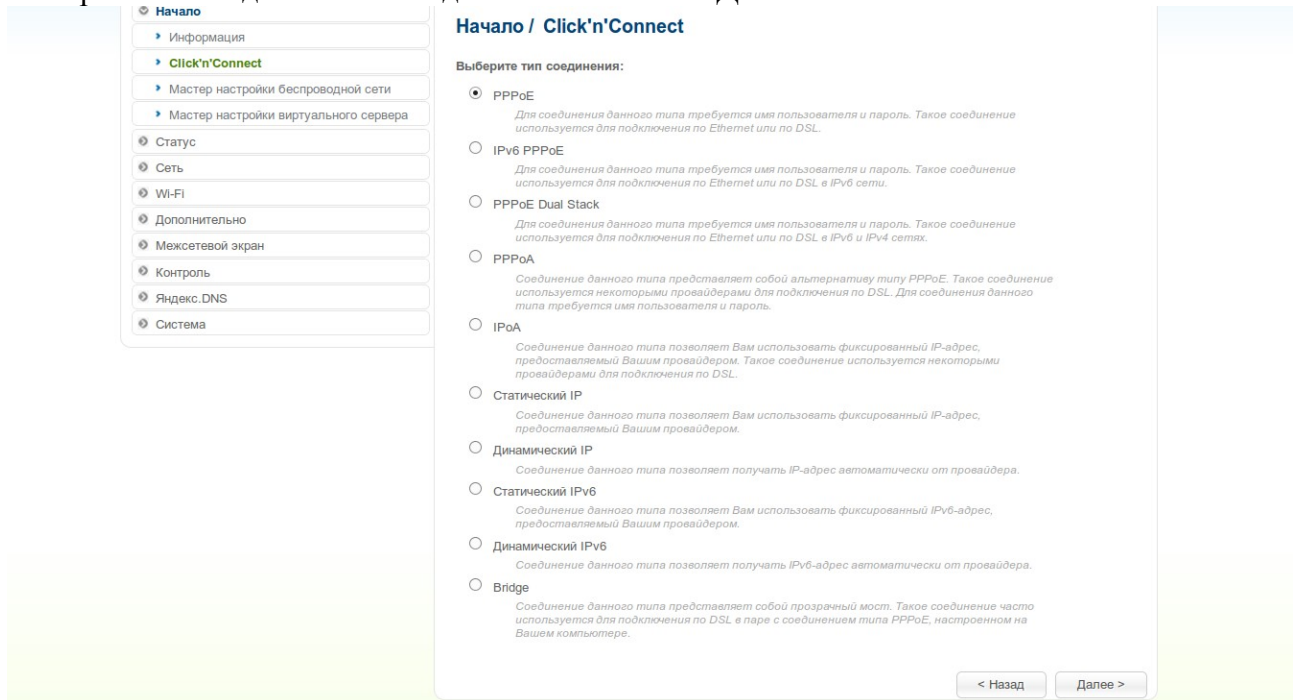 Начало
Информация
Click'n'Connect
Мастер настройки беспроводной сети
Мастер настройки виртуального сервера
Статус
Сеть
Wi-Fi
Дополнительно
Межсетевой экран
Контроль
Яндекс.DNS
Система
Начало / Click'n'Connect
Выберите тип соединения:
PPPoE
Для соединения данного типа требуется имя пользователя и пароль. Такое соединение
используется для подключения по Ethernet или по DSL.
IPv6 PPPoE
Для соединения данного типа требуется имя пользователя и пароль. Такое соединение
используется для подключения по Ethernet или по DSL в IPv6 сети.
PPPoE Dual Stack
Для соединения данного типа требуется имя пользователя и пароль. Такое соединение
используется для подключения по Ethernet или по DSL в IPv6 и IPv4 сетях.
PPPoA
Соединение данного типа представляет собой альтернативу типу PPPoE. Такое соединение
используется некоторыми провайдерами для подключения по DSL. Для соединения данного
типа требуется имя пользователя и пароль.
IPoA
Соединение данного типа позволяет Вам использовать фиксированный IP-адрес,
предоставляемый Вашим провайдером. Такое соединение используется некоторыми
провайдерами для подключения по DSL.
Статический IP
Соединение данного типа позволяет Вам использовать фиксированный IP-адрес,
предоставляемый Вашим провайдером.
Динамический IP
Соединение данного типа позволяет получать IP-адрес автоматически от провайдера.
Статический IPv6
Соединение данного типа позволяет Вам использовать фиксированный IPv6-адрес,
предоставляемый Вашим провайдером.
Динамический IPv6
Соединение данного типа позволяет получать IPv6-адрес автоматически от провайдера.
Bridge
Соединение данного типа представляет собой прозрачный мост. Такое соединение часто
используется для подключения по DSL в паре с соединением типа PPPoE, настроенном на
Вашем компьютере.
< Назад
Далее >